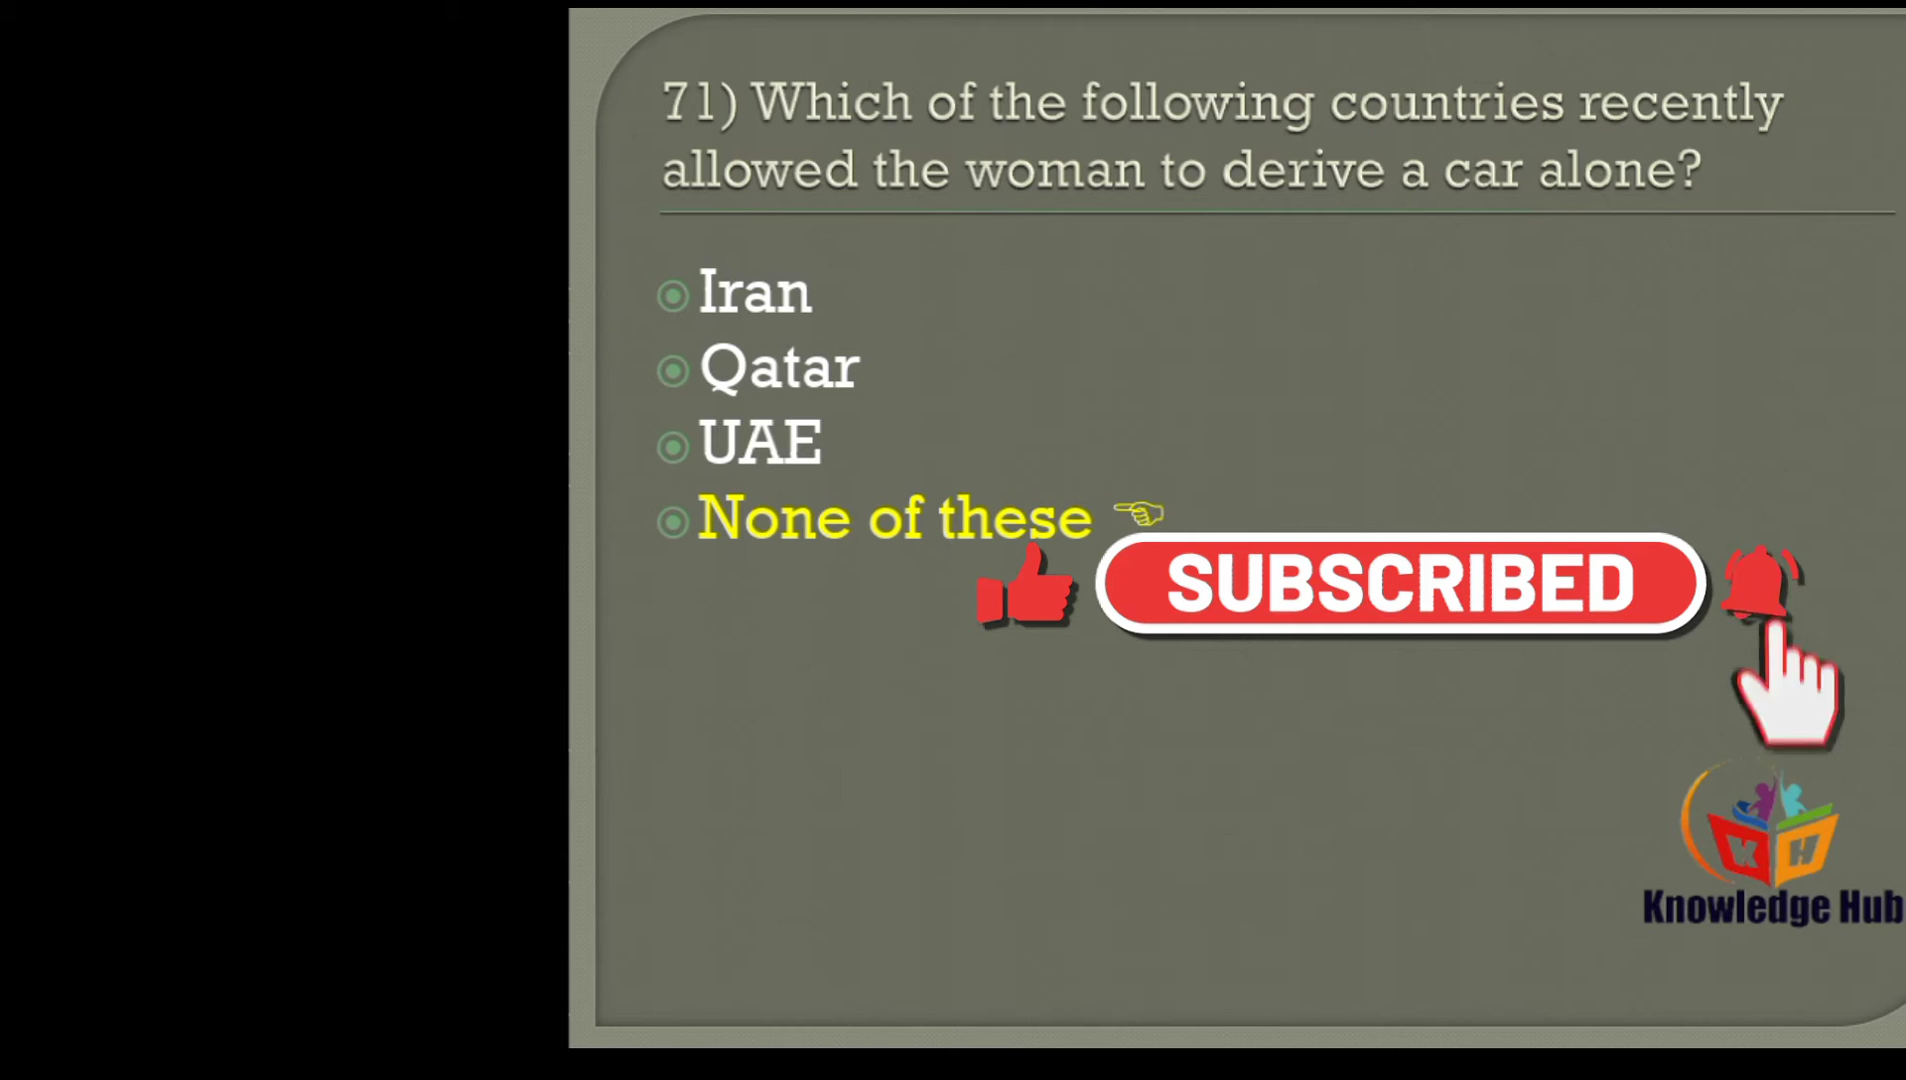 71) Which of the following countries recently
allowed the woman to derive a car alone?
Iran
Qatar
UAE
None of these
SUBSCRIBED
K H
Knowledge Hub